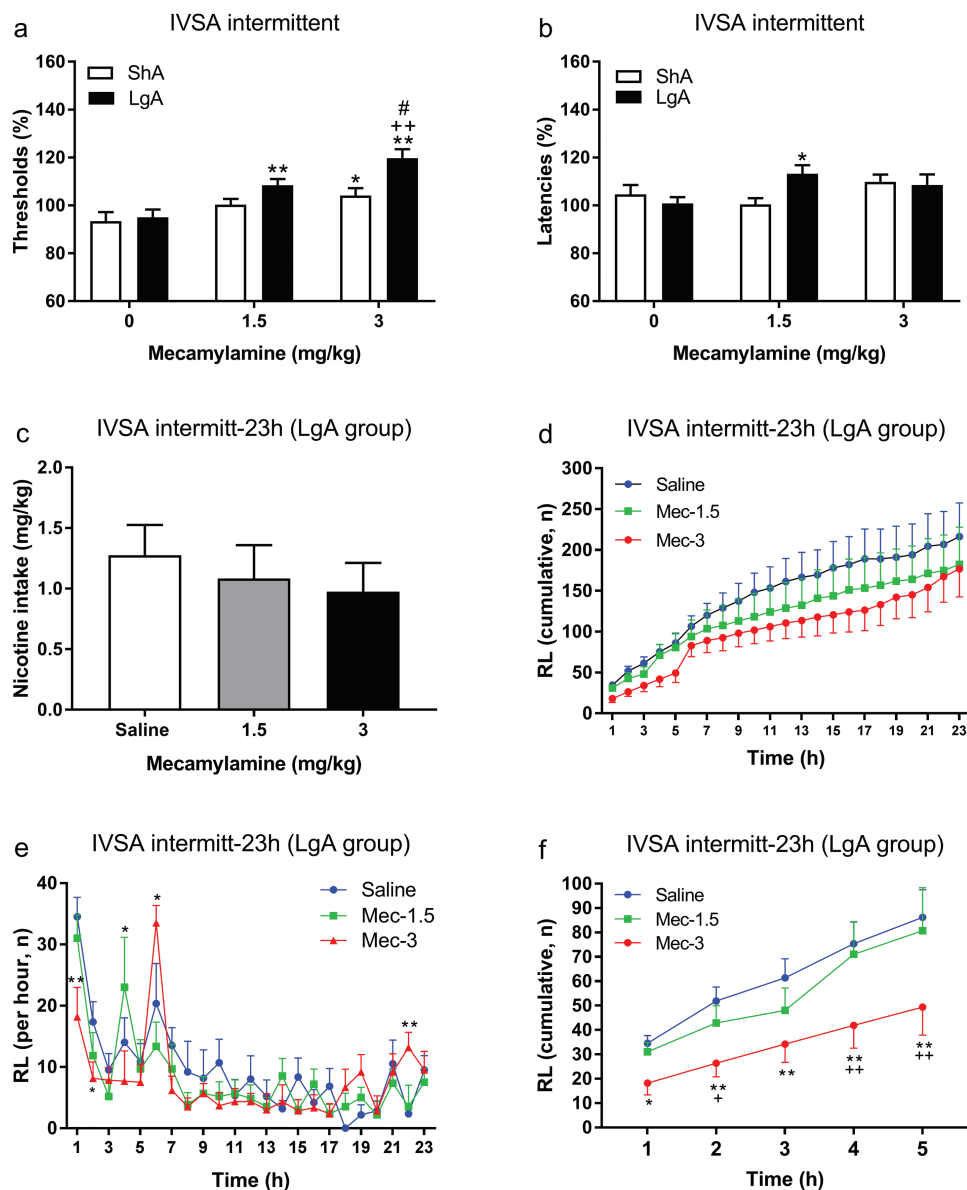 a
IVSA intermittent
160
140
120
100
80
60
Thresholds (%)
ShA
LgA
**
*
#
++
**
0
1.5
3
Mecamylamine (mg/kg)
b
IVSA intermittent
160
140
120
100
80
60
Latencies (%)
ShA
LgA
*
0
1.5
3
Mecamylamine (mg/kg)
c
IVSA intermitt-23h (LgA group)
2.0
1.5
1.0
0.5
0.0
Nicotine intake (mg/kg)
Saline
1.5
3
Mecamylamine (mg/kg)
d
IVSA intermitt-23h (LgA group)
300
250
200
150
100
50
0
RL (cumulative, n)
Saline
Mec-1.5
Mec-3
1 3 5 7 9 11 13 15 17 19 21 23
Time (h)
e
IVSA intermitt-23h (LgA group)
40
30
20
10
0
RL (per hour, n)
Saline
Mec-1.5
Mec-3
**
*
*
*
**
1 3 5 7 9 11 13 15 17 19 21 23
Time (h)
f
IVSA intermitt-23h (LgA group)
100
90
80
70
60
50
40
30
20
10
0
RL (cumulative, n)
Saline
Mec-1.5
Mec-3
*
**
+
**
**
++
**
++
1 2 3 4 5
Time (h)